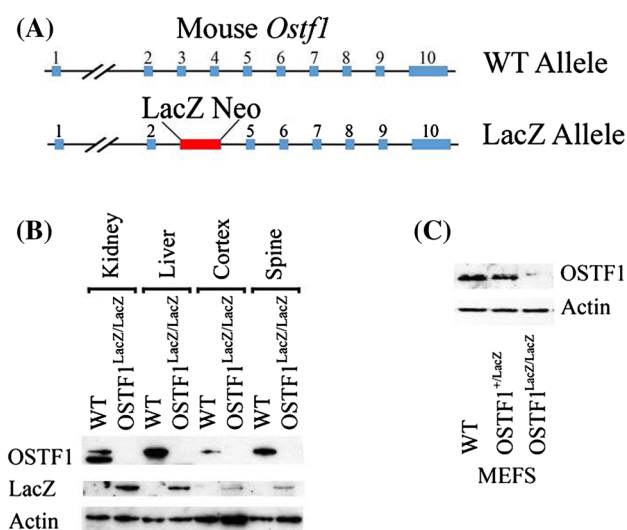 (A)
Mouse Ostf1
1 2 3 4 5 6 7 8 9 10
WT Allele
LacZ Neo
1 2 5 6 7 8 9 10
LacZ Allele
(B)
Kidney Liver Cortex Spine
WT OSTF1LacZ/LacZ WT OSTF1LacZ/LacZ WT OSTF1LacZ/LacZ WT OSTF1LacZ/LacZ
OSTF1
LacZ
Actin
(C)
OSTF1
Actin
WT OSTF1+/LacZ OSTF1LacZ/LacZ
MEFS